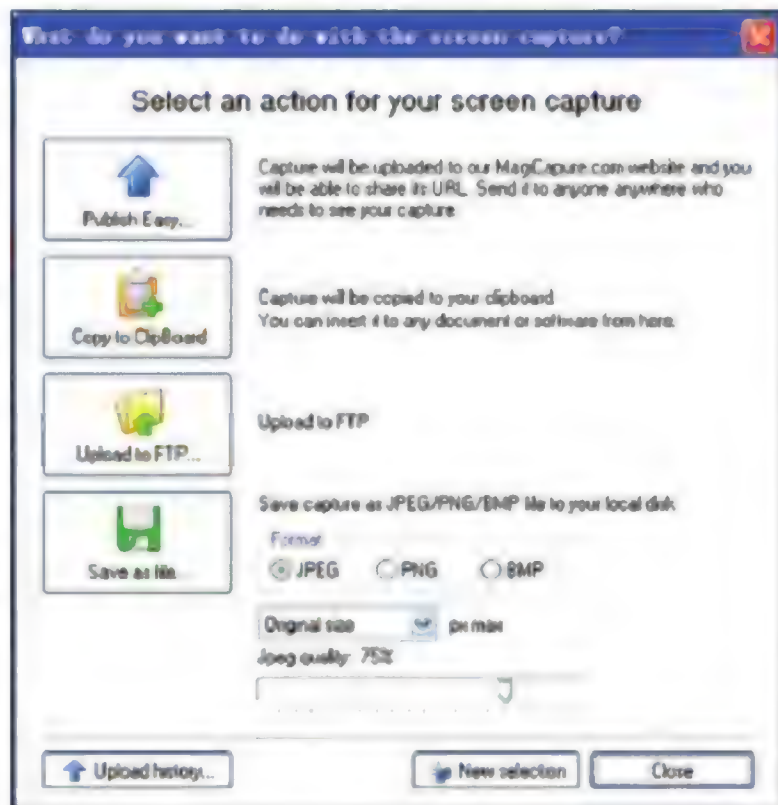 What do you want to do with the screen capture?
Select an action for your screen capture
Publish Easy...
Capture will be uploaded to our MagCapure.com website and you
will be able to share its URL. Send it to anyone anywhere who
needs to see your capture
Copy to ClipBoard
Capture will be copied to your clipboard.
You can insert it to any document or software from here.
Upload to FTP...
Upload to FTP
Save as file...
Save capture as JPEG/PNG/BMP file to your local disk
Format
JPEG
PNG
BMP
Original size
px max
Jpeg quality: 75%
Upload history...
New selection
Close